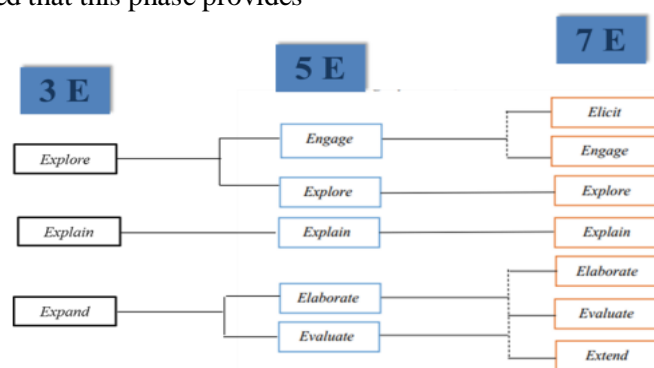 ed that this phase provides
3 E
5 E
7 E
Explore
Explain
Expand
Engage
Explore
Explain
Elaborate
Evaluate
Elicit
Engage
Explore
Explain
Elaborate
Evaluate
Extend